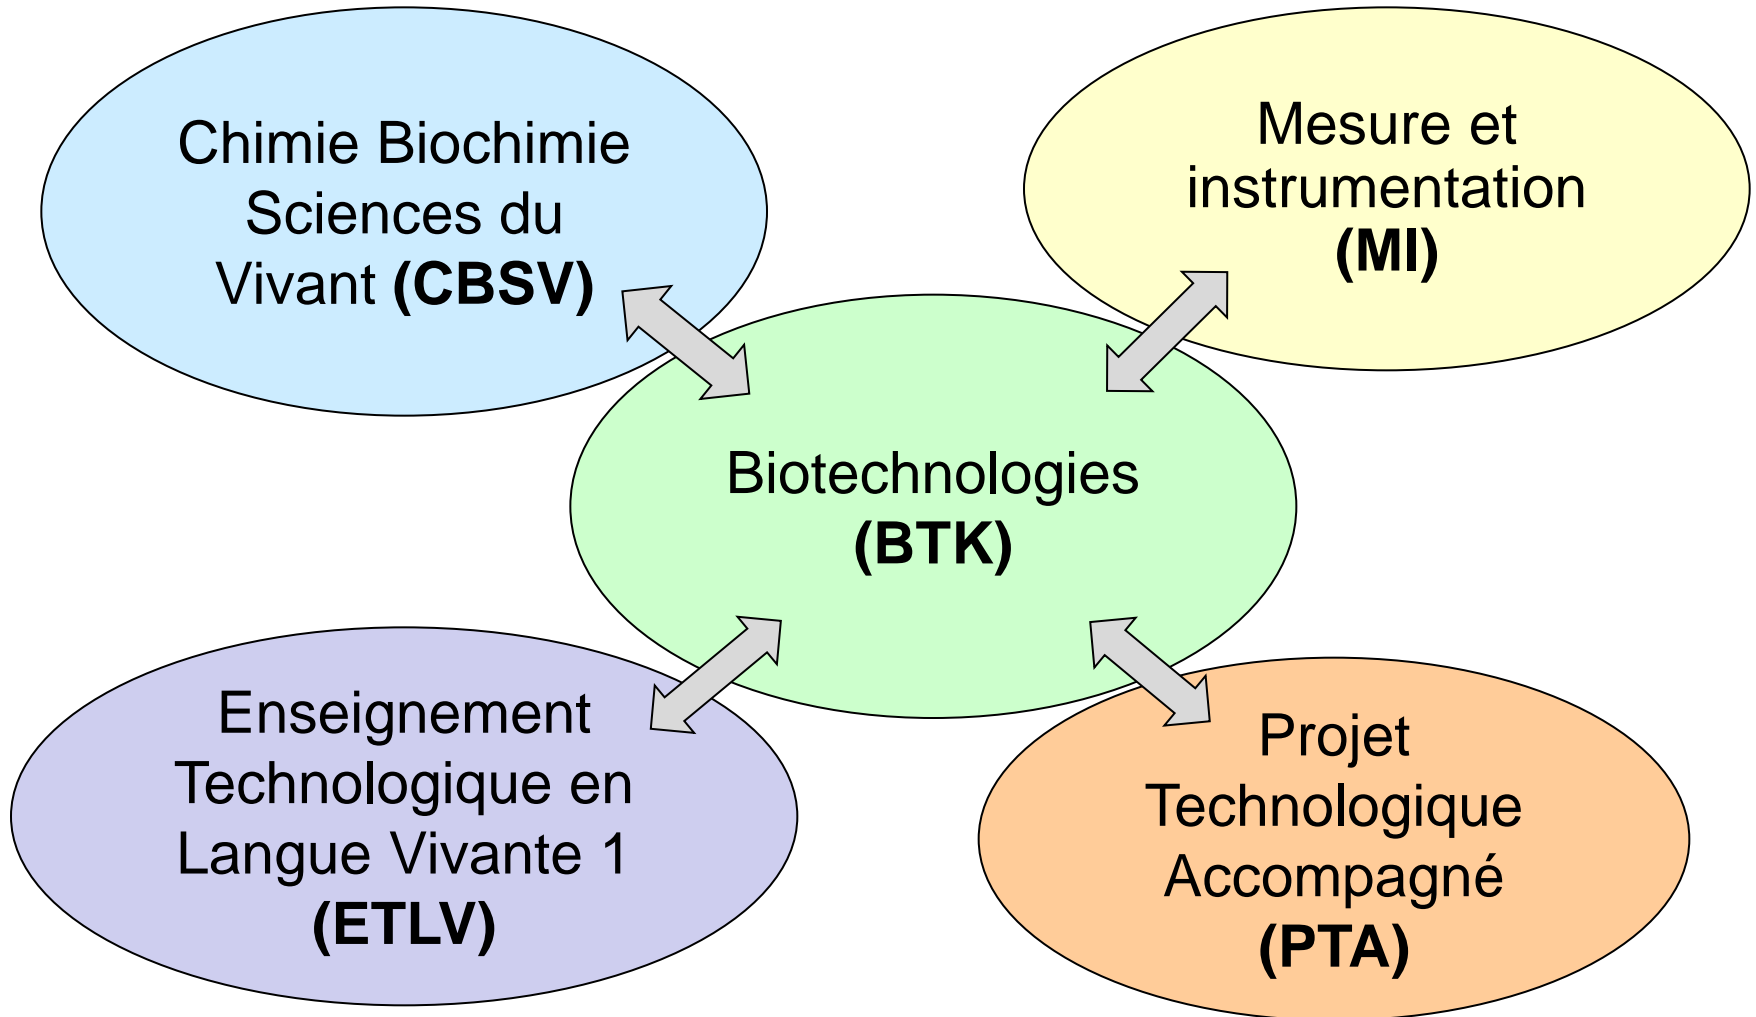 Chimie Biochimie
Sciences du
Vivant (CBSV)
Mesure et
instrumentation
(MI)
Biotechnologies
(BTK)
Enseignement
Technologique en
Langue Vivante 1
(ETLV)
Projet
Technologique
Accompagné
(PTA)